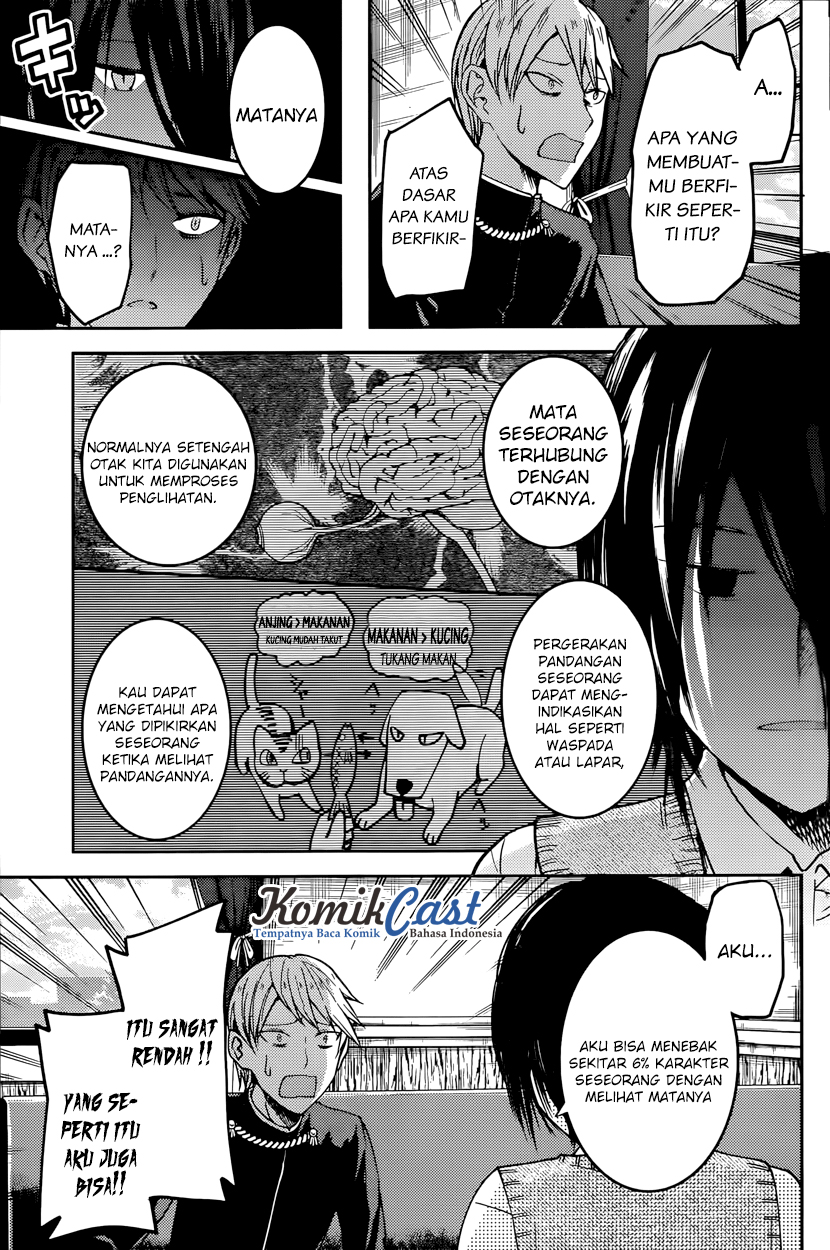 A...
APA YANG
MEMBUAT-
MU BERFI-
KIR SEPER-
TI ITU?
ATAS
DASAR
APA KAMU
BERFIKIR-
MATANYA
MATA-
NYA ...?
MATA
SESEORANG
TERHUBUNG
DENGAN
OTAKNYA.
NORMALNYA SETENGAH
OTAK KITA DIGUNAKAN
UNTUK MEMPROSES
PENGLIHATAN.
PERGERAKAN
PANDANGAN
SESEORANG
DAPAT MENG-
INDIKASIKAN
HAL SEPERTI
WASPADA
ATAU LAPAR,
MAKANAN > KUCING
TUKANG MAKAN
ANJING > MAKANAN
KUCING MUDAH TAKUT
KAU DAPAT
MENGETAHUI APA
YANG DIPIKIRKAN
SESEORANG
KETIKA MELIHAT
PANDANGANNYA.
KomikCast
Tempatnya Baca Komik Bahasa Indonesia
AKU...
AKU BISA MENEBAK
SEKITAR 6% KARAKTER
SESEORANG DENGAN
MELIHAT MATANYA
ITU SANGAT
RENDAH !!
YANG SE-
PERTI ITU
AKU JUGA
BISA!!